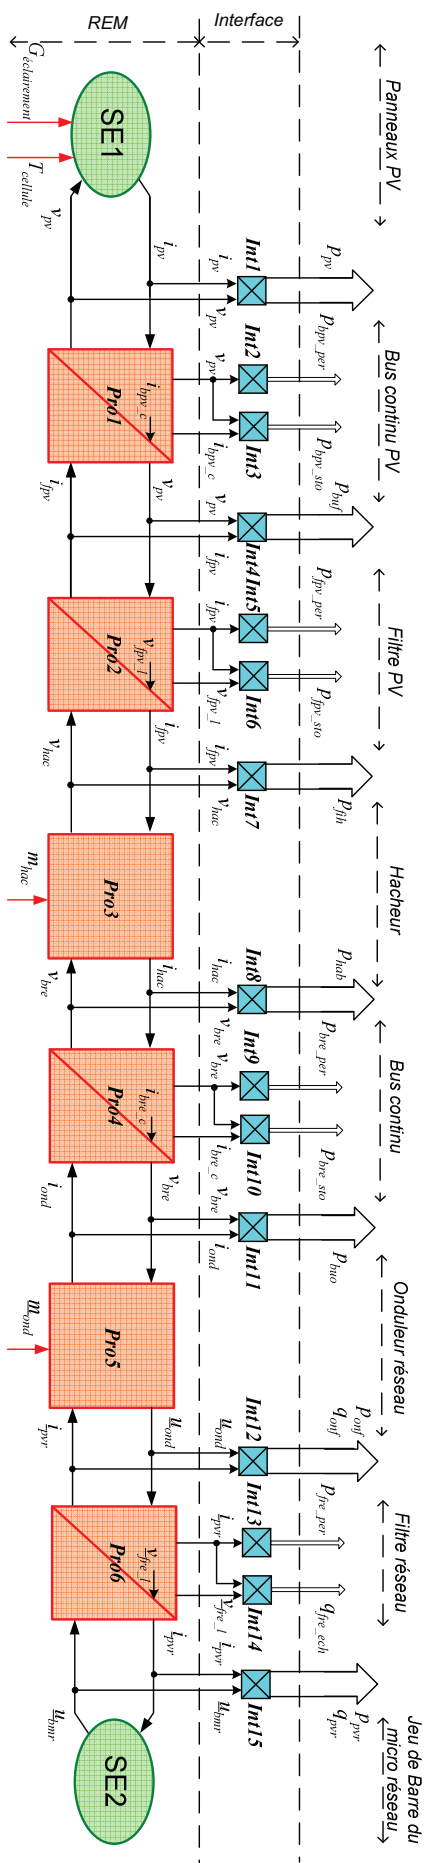 Panneaux PV
Bus continu PV
Filtre PV
Hacheur
Bus continu
Onduleur réseau
Filtre réseau
Jeu de Barre du
micro réseau
Interface
REM
p_pv
p_bpv_per
p_bpv_sto
p_buf
p_fpv_per
p_fpv_sto
p_fih
p_hab
p_bre_per
p_bre_sto
p_buo
p_onf
q_onf
p_fre_per
q_fre_ech
p_pvr
q_pvr
Int1
Int2
Int3
Int4
Int5
Int6
Int7
Int8
Int9
Int10
Int11
Int12
Int13
Int14
Int15
i_pv
v_pv
v_pv
i_bpv_c
v_pv
i_fpv
i_fpv
v_fpv_l
i_fpv
v_hac
i_hac
v_bre
v_bre
i_bre_c
v_bre
i_ond
u_ond
i_pvr
v_fre_l
i_pvr
u_bmr
i_pv
v_pv
i_fpv
i_hac
v_bre
u_ond
i_pvr
SE1
i_bpv_c
Pro1
v_fpv_l
Pro2
Pro3
i_bre_c
Pro4
Pro5
v_fre_l
Pro6
SE2
v_pv
i_fpv
v_hac
v_bre
i_ond
i_pvr
u_bmr
G_éclairement
T_cellule
m_hac
m_ond